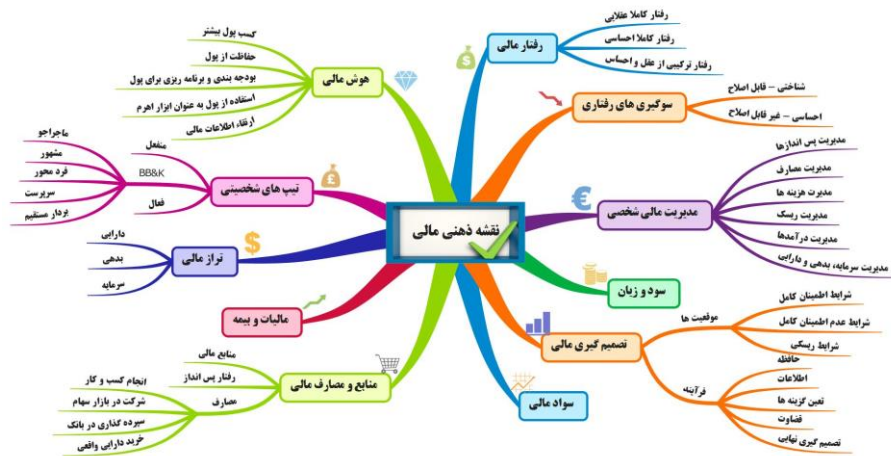 نقشه ذهنی مالی
رفتار مالی
رفتار کاملا عقلایی
رفتار کاملا احساسی
رفتار ترکیبی از عقل و احساس
سوگیری های رفتاری
شناختی – قابل اصلاح
احساسی – غیر قابل اصلاح
مدیریت مالی شخصی
مدیریت پس اندازها
مدیریت مصارف
مدیرت هزینه ها
مدیریت ریسک
مدیریت درآمدها
مدیریت سرمایه، بدهی و دارایی
سود و زیان
تصمیم گیری مالی
موقعیت ها
شرایط اطمینان کامل
شرایط عدم اطمینان کامل
شرایط ریسکی
فرآیند
حافظه
اطلاعات
تعین گزینه ها
قضاوت
تصمیم گیری نهایی
سواد مالی
هوش مالی
کسب پول بیشتر
حفاظت از پول
بودجه بندی و برنامه ریزی برای پول
استفاده از پول به عنوان ابزار اهرم
ارتقاء اطلاعات مالی
تیپ های شخصیتی
منفعل
BB&K
ماجراجو
مشهور
فرد محور
سرپرست
بردار مستقیم
فعال
تراز مالی
دارایی
بدهی
سرمایه
مالیات و بیمه
منابع و مصارف مالی
منابع مالی
رفتار پس انداز
مصارف
انجام کسب و کار
شرکت در بازار سهام
سپرده گذاری در بانک
خرید دارایی واقعی